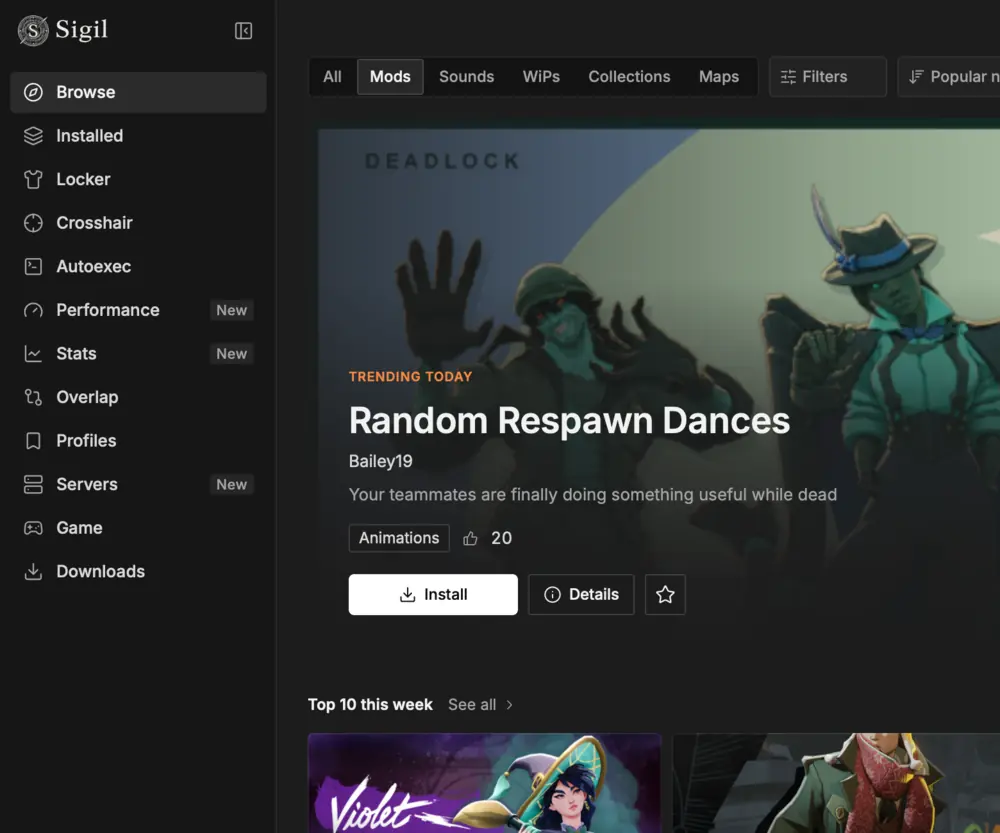 Sigil
Browse
Installed
Locker
Crosshair
Autoexec
Performance New
Stats New
Overlap
Profiles
Servers New
Game
Downloads
All Mods Sounds WiPs Collections Maps Filters Popular
DEADLOCK
TRENDING TODAY
Random Respawn Dances
Bailey19
Your teammates are finally doing something useful while dead
Animations 20
Install Details
Top 10 this week See all
Violet